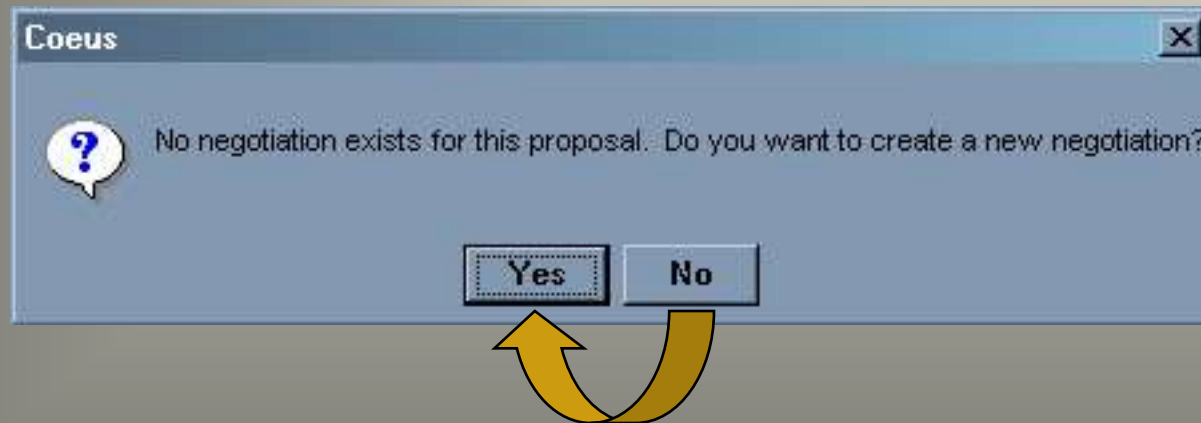 Coeus
No negotiation exists for this proposal. Do you want to create a new negotiation?
Yes No